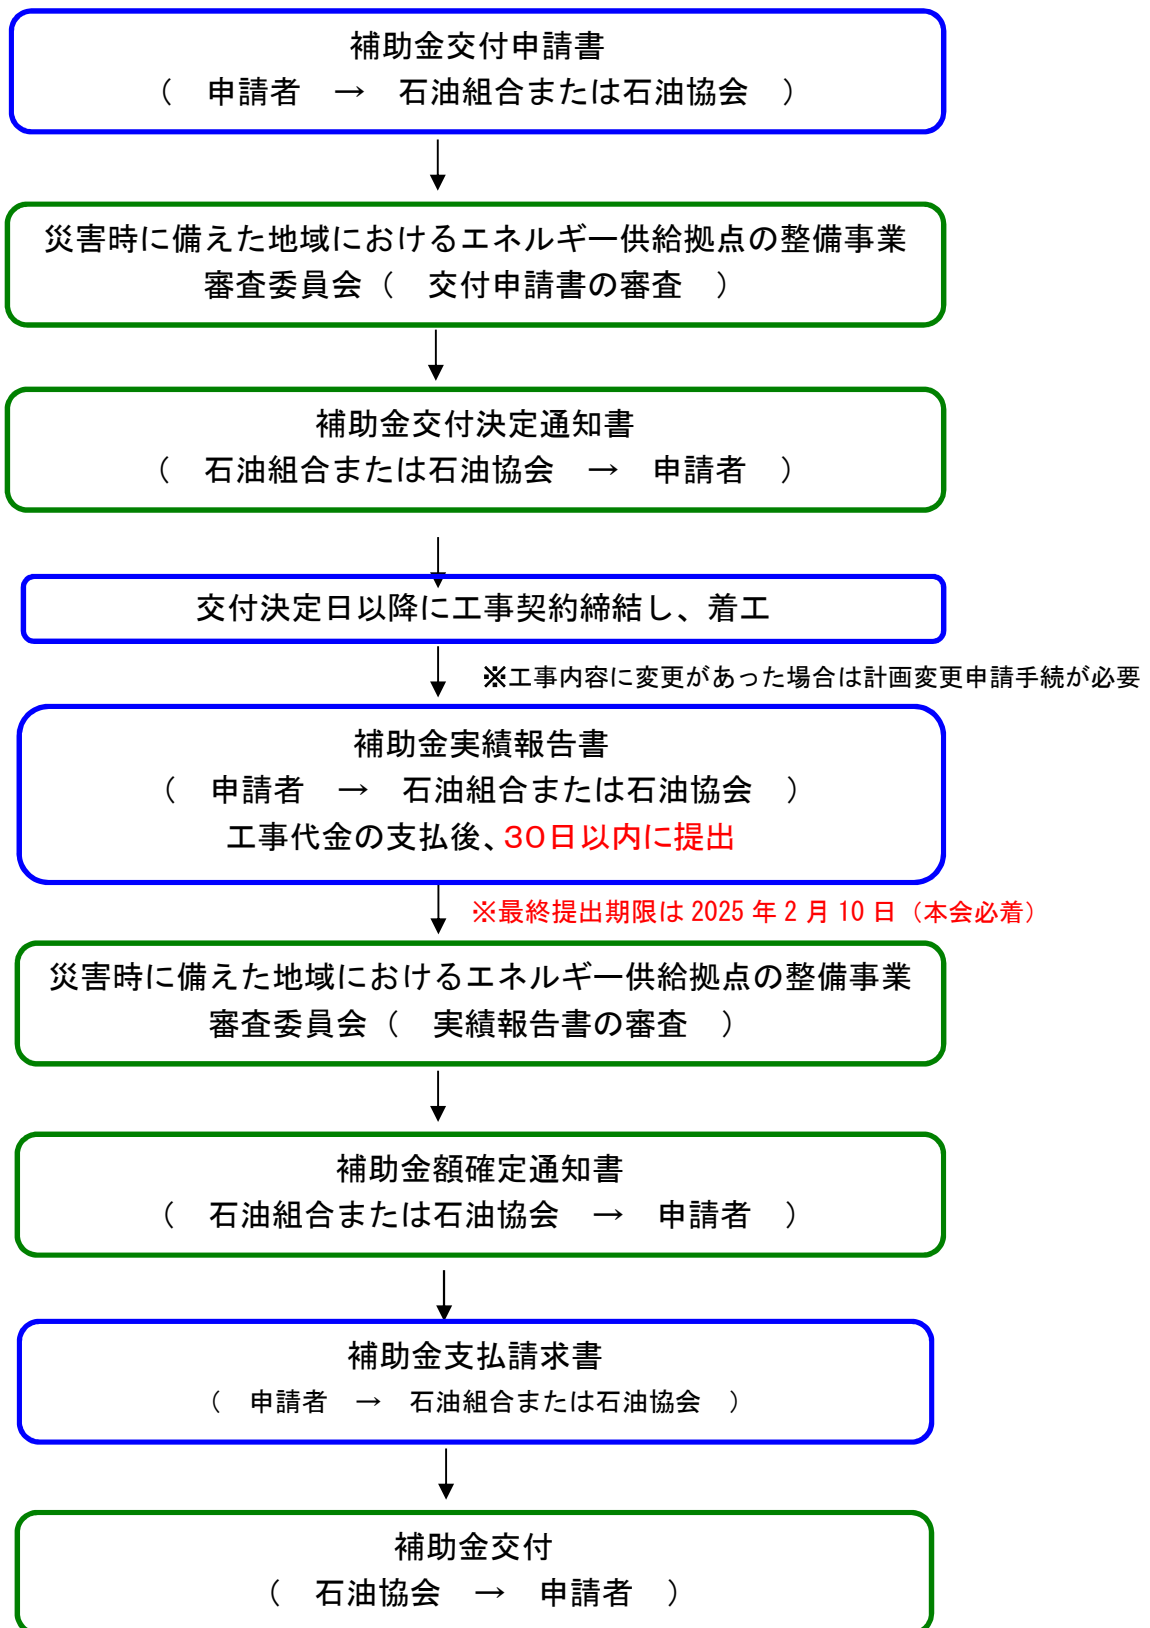 補助金交付申請書
（　申請者　→　石油組合または石油協会　）
災害時に備えた地域におけるエネルギー供給拠点の整備事業
審査委員会（　交付申請書の審査　）
補助金交付決定通知書
（　石油組合または石油協会　→　申請者　）
交付決定日以降に工事契約締結し、着工
※工事内容に変更があった場合は計画変更申請手続が必要
補助金実績報告書
（　申請者　→　石油組合または石油協会　）
工事代金の支払後、３０日以内に提出
※最終提出期限は 2025 年 2 月 10 日（本会必着）
災害時に備えた地域におけるエネルギー供給拠点の整備事業
審査委員会（　実績報告書の審査　）
補助金額確定通知書
（　石油組合または石油協会　→　申請者　）
補助金支払請求書
（　申請者　→　石油組合または石油協会　）
補助金交付
（　石油協会　→　申請者　）